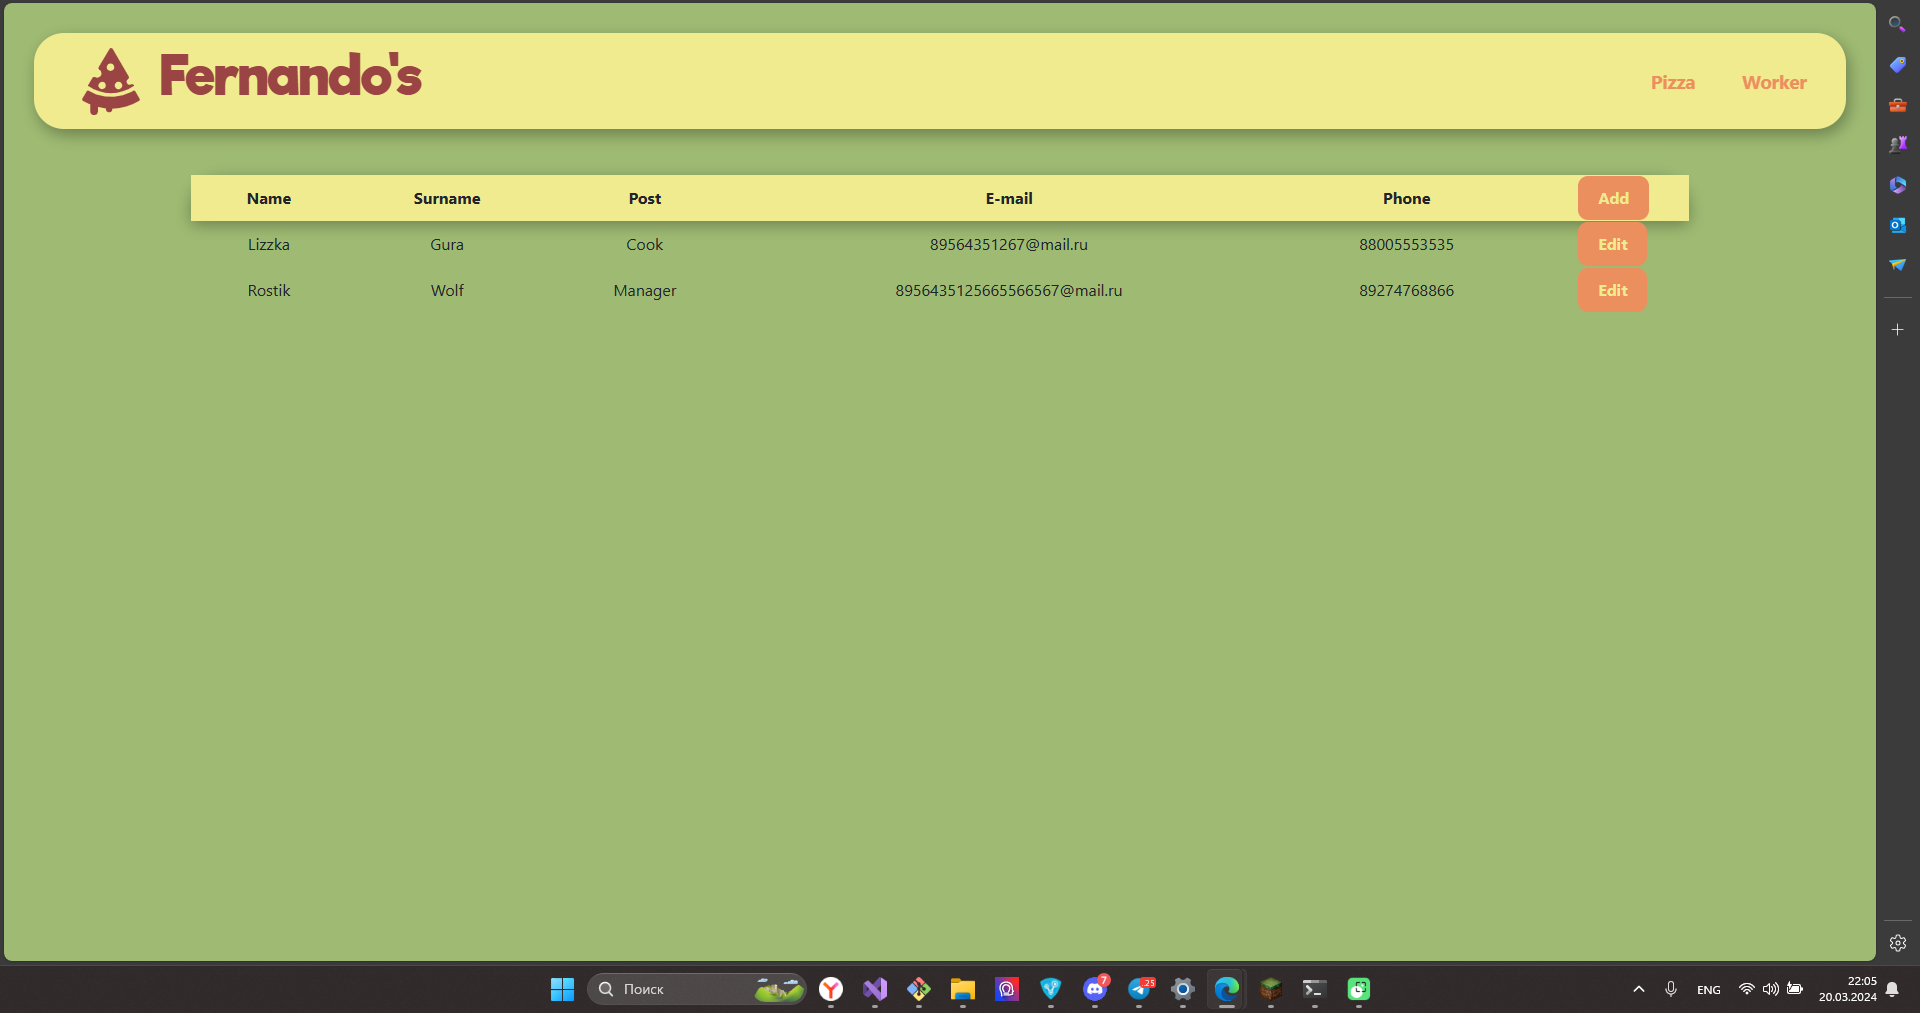 Fernando's
Pizza Worker
Name Surname Post E-mail Phone Add
Lizzka Gura Cook 89564351267@mail.ru 88005553535 Edit
Rostik Wolf Manager 8956435125665566567@mail.ru 89274768866 Edit
Поиск
7
25
ENG
22:05
20.03.2024